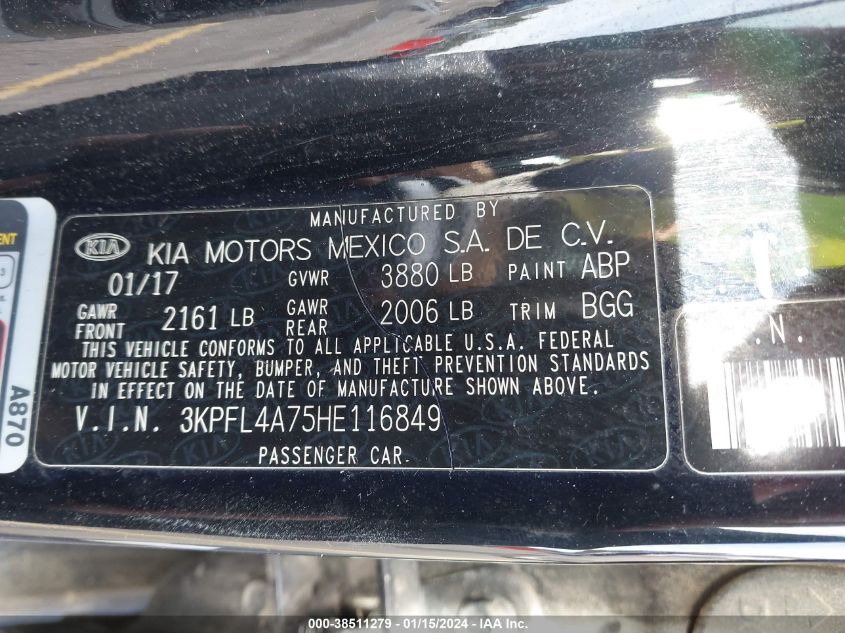 MANUFACTURED BY
KIA KIA MOTORS MEXICO S.A. DE C.V.
01/17 GVWR 3880 LB PAINT ABP
GAWR FRONT 2161 LB GAWR REAR 2006 LB TRIM BGG
THIS VEHICLE CONFORMS TO ALL APPLICABLE U.S.A. FEDERAL
MOTOR VEHICLE SAFETY, BUMPER, AND THEFT PREVENTION STANDARDS
IN EFFECT ON THE DATE OF MANUFACTURE SHOWN ABOVE.
V.I.N. 3KPFL4A75HE116849
PASSENGER CAR
A870
.N.
000-38511279 - 01/15/2024 - IAA, Inc.